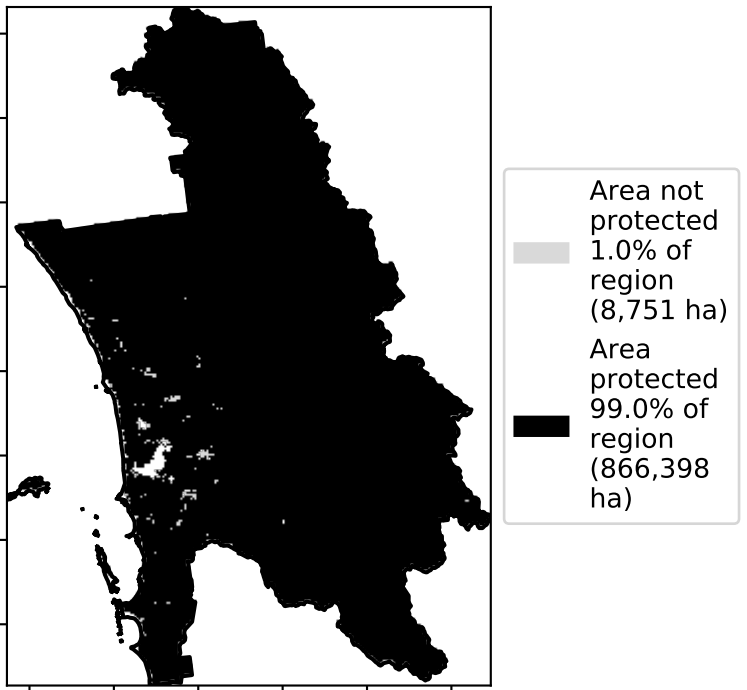 Area not
protected
1.0% of
region
(8,751 ha)
Area
protected
99.0% of
region
(866,398
ha)